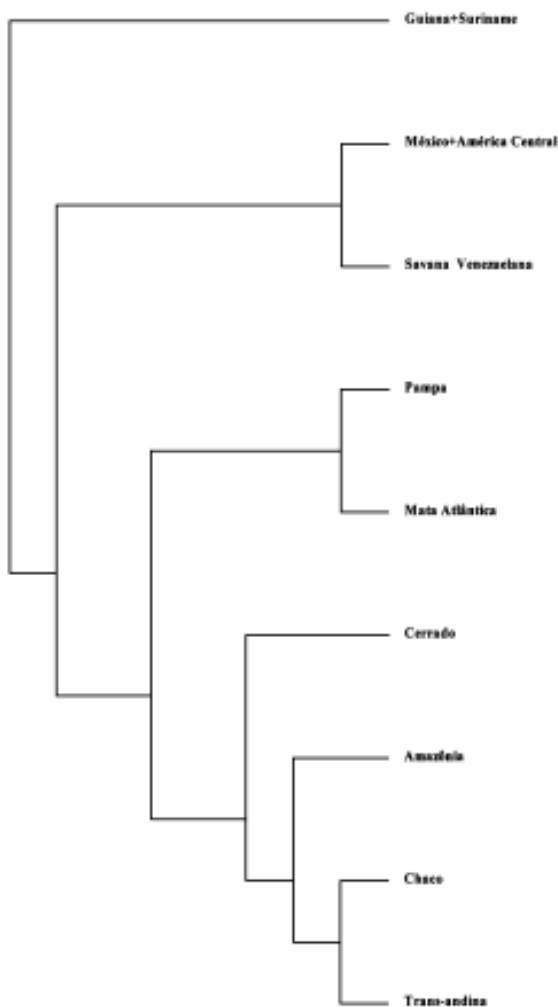 Guiana+Suriname
México+América Central
Savana Venezuelana
Pampa
Mata Atlântica
Cerrado
Amazônia
Chaco
Trans-andina